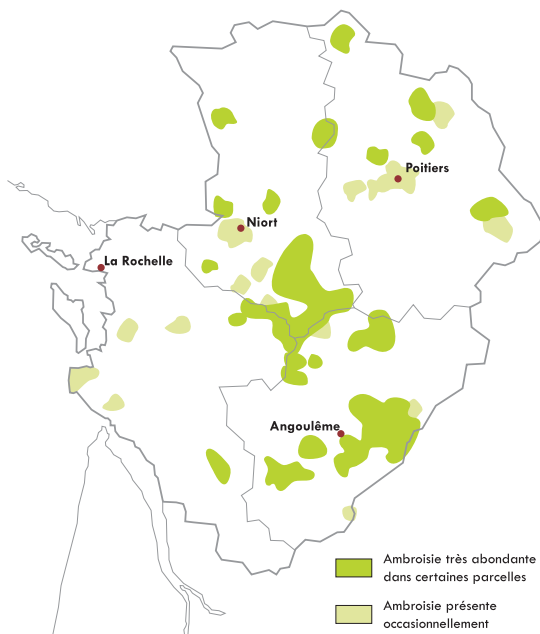 Poitiers
Niort
La Rochelle
Angoulême
Ambroisie très abondante
dans certaines parcelles
Ambroisie présente
occasionnellement